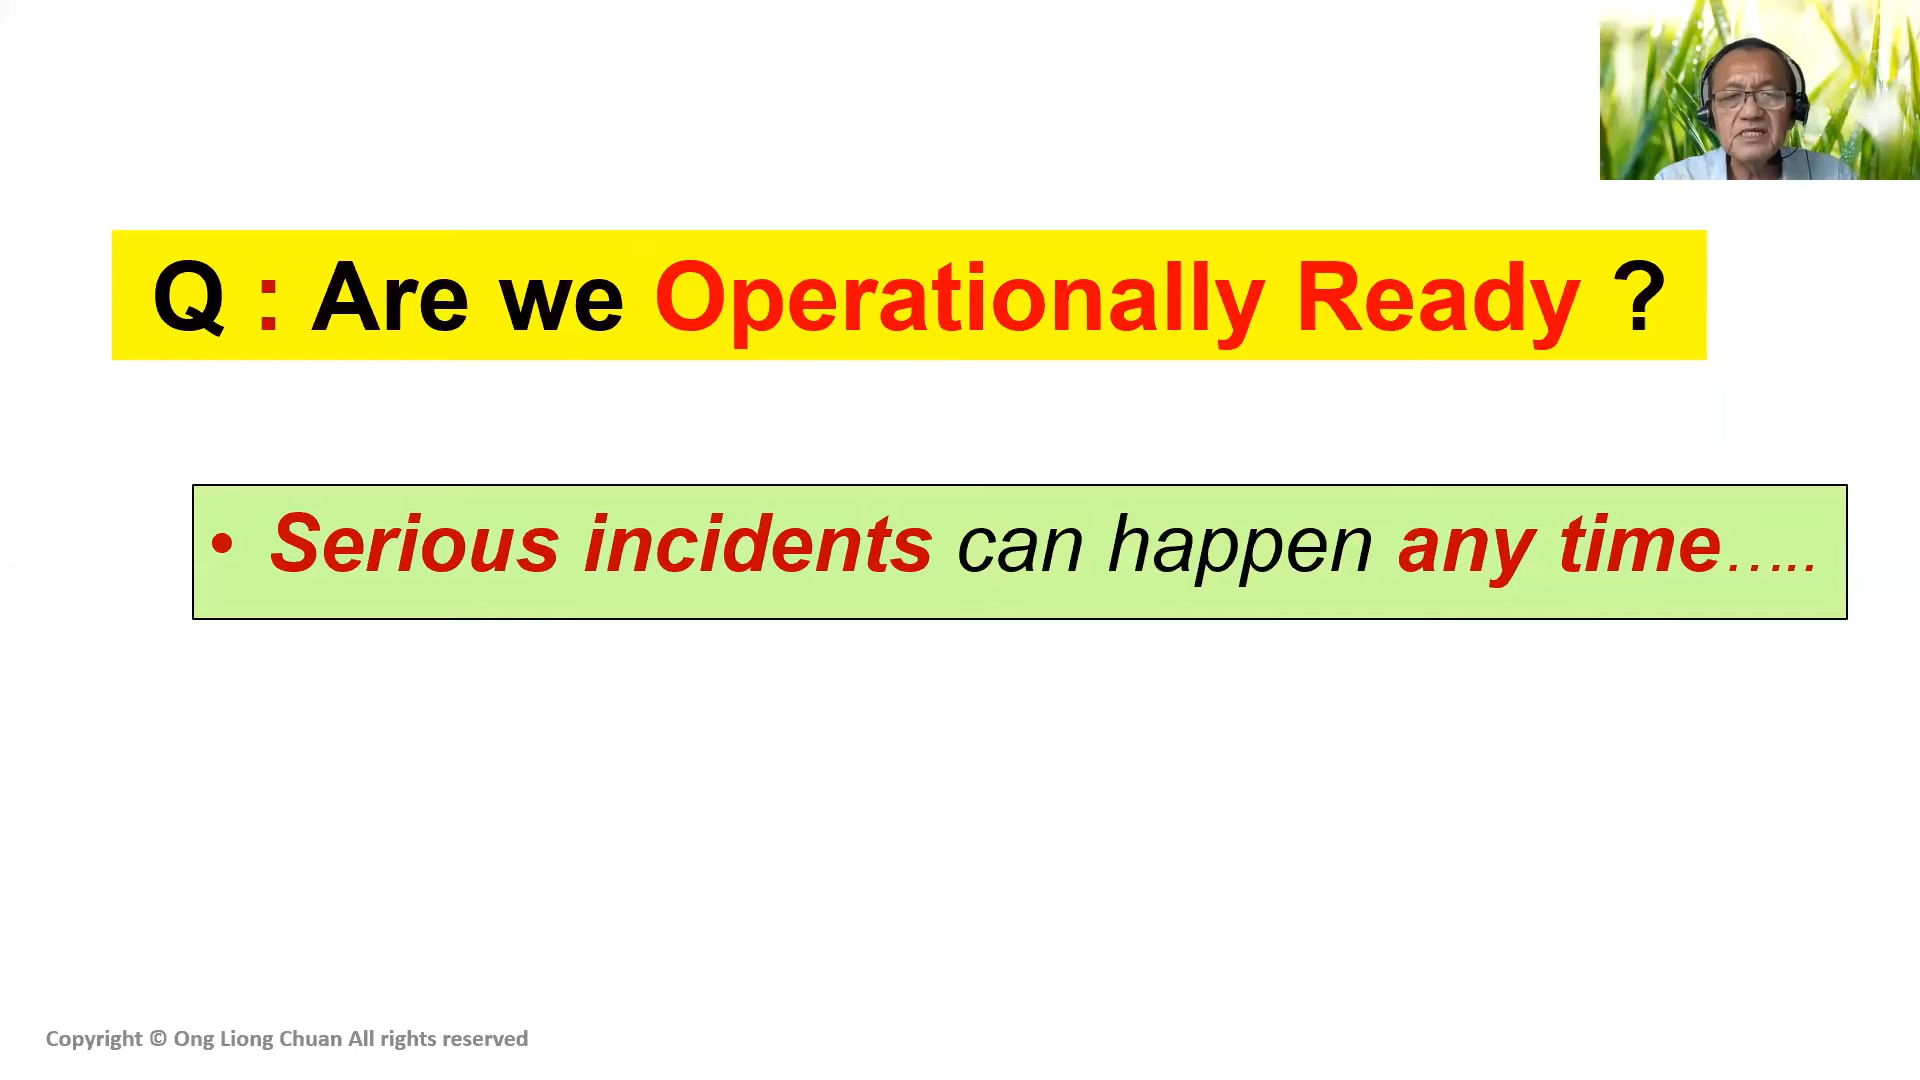 Q : Are we Operationally Ready ?
• Serious incidents can happen any time…..
Copyright © Ong Liong Chuan All rights reserved